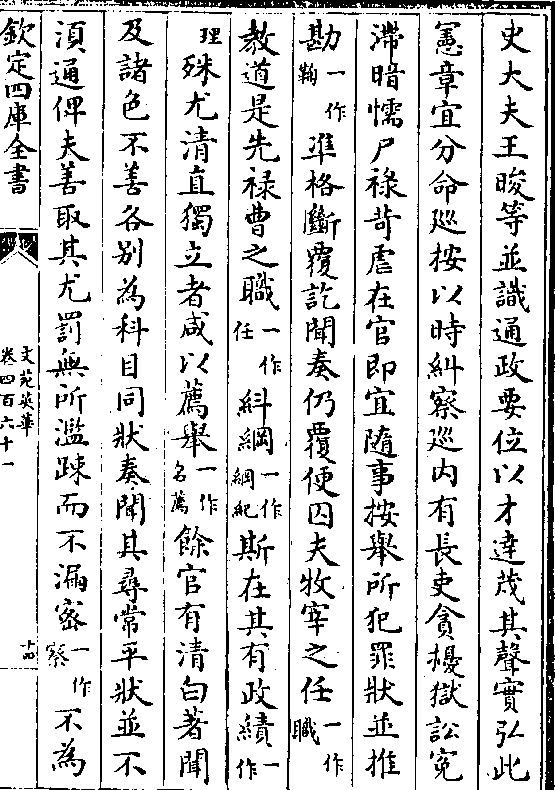 史大夫王晙等並識通政要位以才達茂其聲實弘此
憲章宜分命廵按以時糾察廵内有長吏貪擾獄訟寃
滯暗懦尸祿苛虐在官即宜隨事按舉所犯罪狀並推
勘一作鞫準格斷覆訖聞奏仍覆便囚夫牧宰之任一作職
教道是先祿曹之職一作任糾綱一作綱紀斯在其有政績一作
理殊尤清直獨立者咸以薦舉一作名薦餘官有清白著聞
及諸色不善各别為科目同狀奏聞其尋常平狀並不
湏通俾夫善取其尤罰無所濫踈而不漏宻一作察不為
欽定四庫全書
文苑英華
卷四百六十一
十四